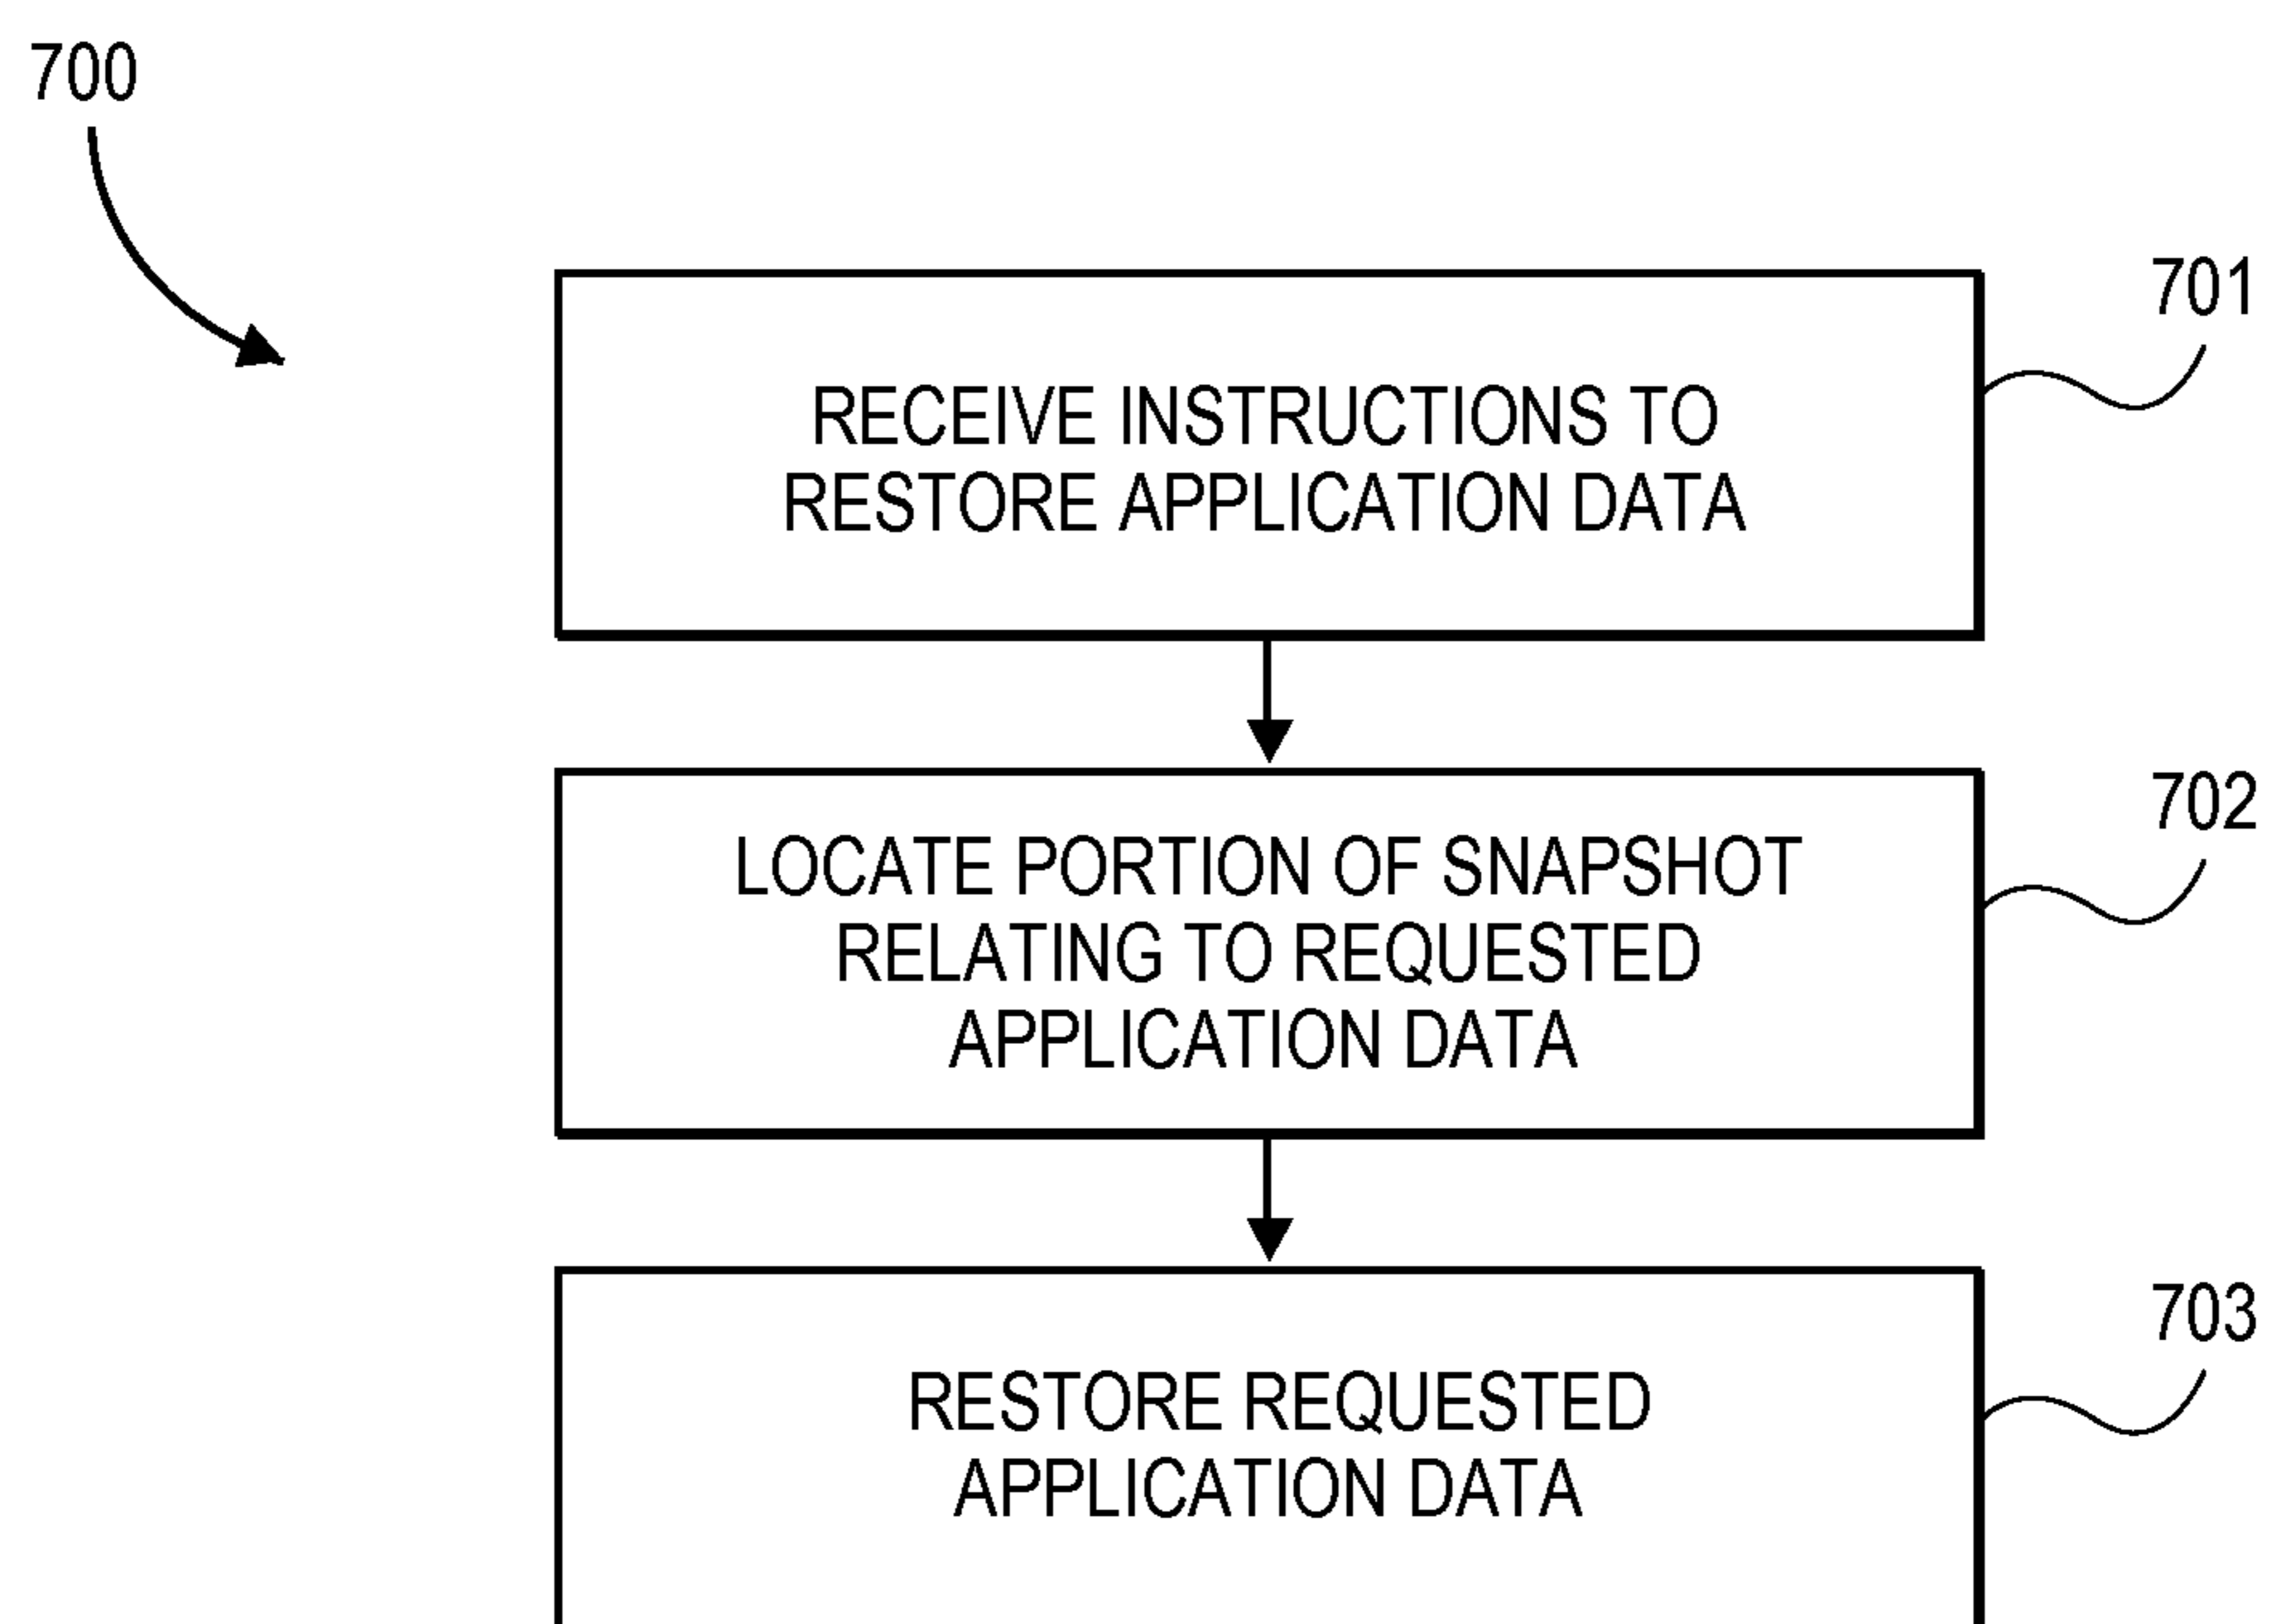 700
701
RECEIVE INSTRUCTIONS TO
RESTORE APPLICATION DATA
702
LOCATE PORTION OF SNAPSHOT
RELATING TO REQUESTED
APPLICATION DATA
703
RESTORE REQUESTED
APPLICATION DATA